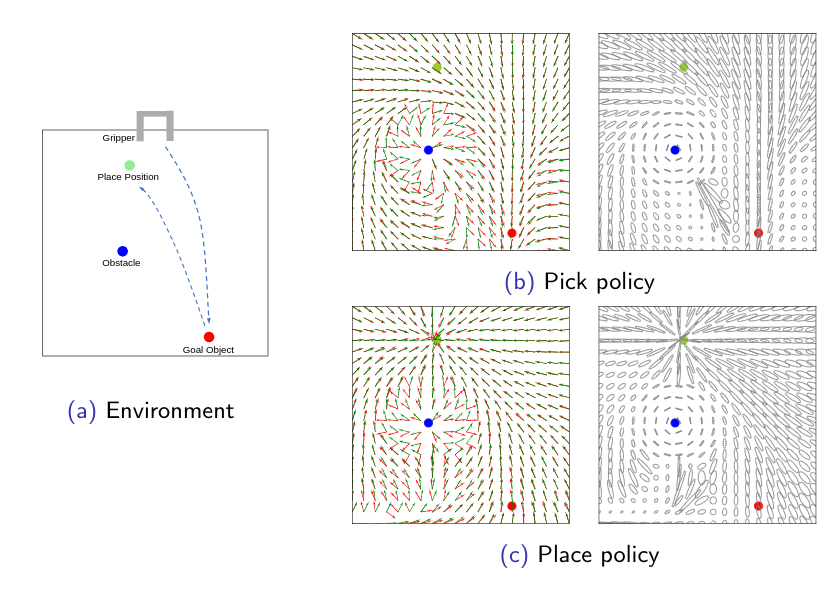 Gripper
Place Position
Obstacle
Goal Object
(a) Environment
(b) Pick policy
(c) Place policy